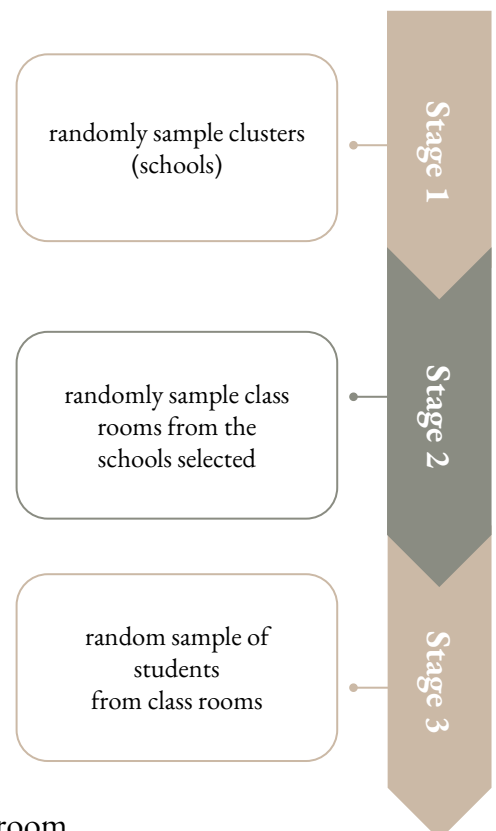 randomly sample clusters
(schools)
Stage 1
randomly sample class
rooms from the
schools selected
Stage 2
random sample of
students
from class rooms
Stage 3
room